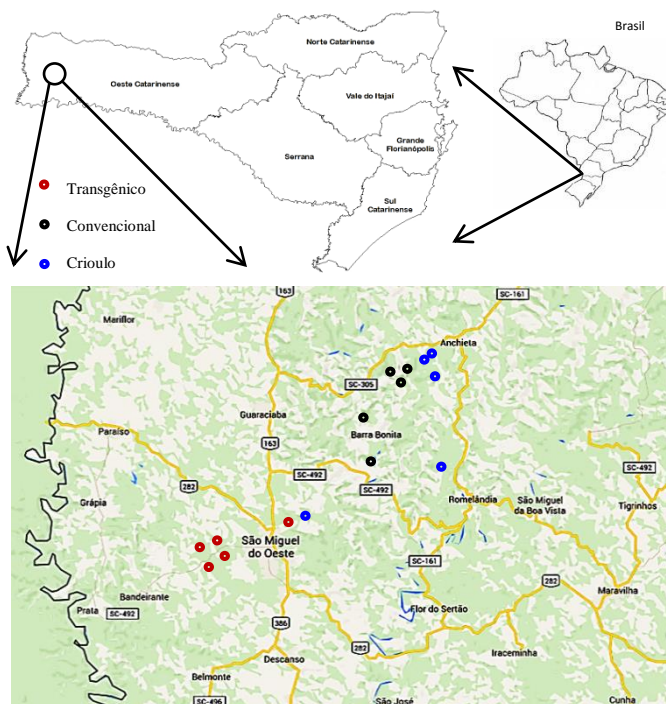 Brasil
Norte Catarinense
Oeste Catarinense
Vale do Itajaí
Grande
Florianópolis
Serrana
Sul
Catarinense
Transgênico
Convencional
Crioulo
163
SC-161
Mariflor
Anchieta
SC-305
Guaraciaba
Paraíso
Barra Bonita
163
SC-492
SC-492
282
SC-492
Grápia
Romelândia
São Miguel
da Boa Vista
Tigrinhos
São Miguel
do Oeste
SC-161
282
Bandeirante
Maravilha
Prata
SC-492
Flor do Sertão
386
282
Iraceminha
Descanso
Belmonte
SC-496
São José
Cunha